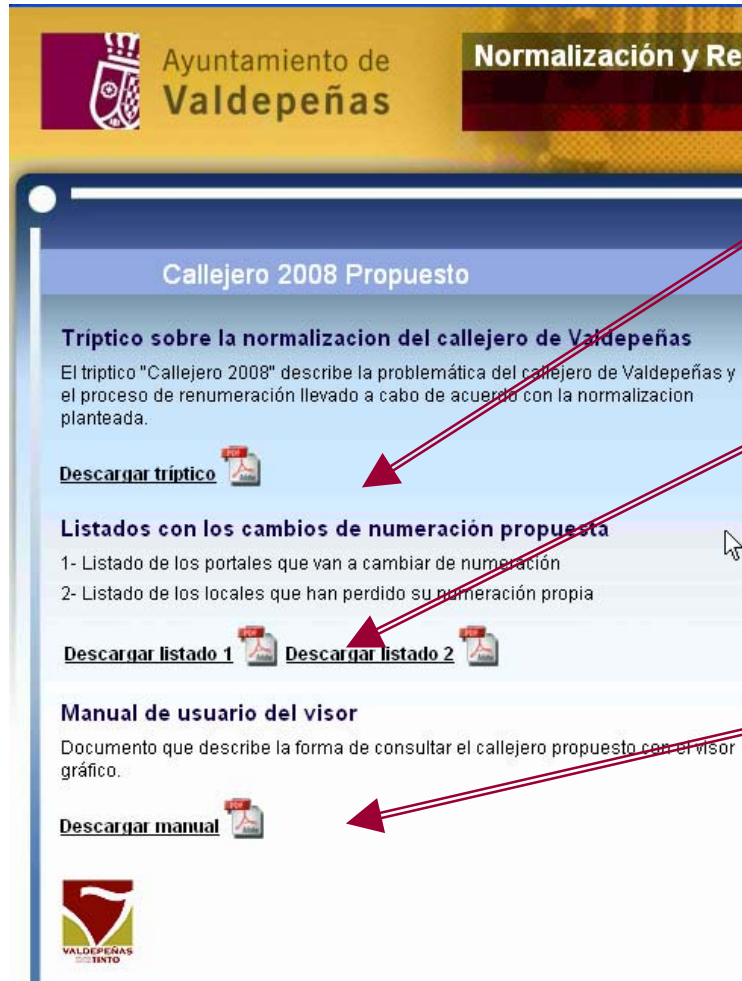 Ayuntamiento de
Valdepeñas
Normalización y Re
Callejero 2008 Propuesto
Tríptico sobre la normalizacion del callejero de Valdepeñas
El triptico "Callejero 2008" describe la problemática del callejero de Valdepeñas y
el proceso de renumeración llevado a cabo de acuerdo con la normalizacion
planteada.
Descargar tríptico
Listados con los cambios de numeración propuesta
1- Listado de los portales que van a cambiar de numeración
2- Listado de los locales que han perdido su numeración propia
Descargar listado 1 Descargar listado 2
Manual de usuario del visor
Documento que describe la forma de consultar el callejero propuesto con el visor
gráfico.
Descargar manual
VALDEPEÑAS
TINTO